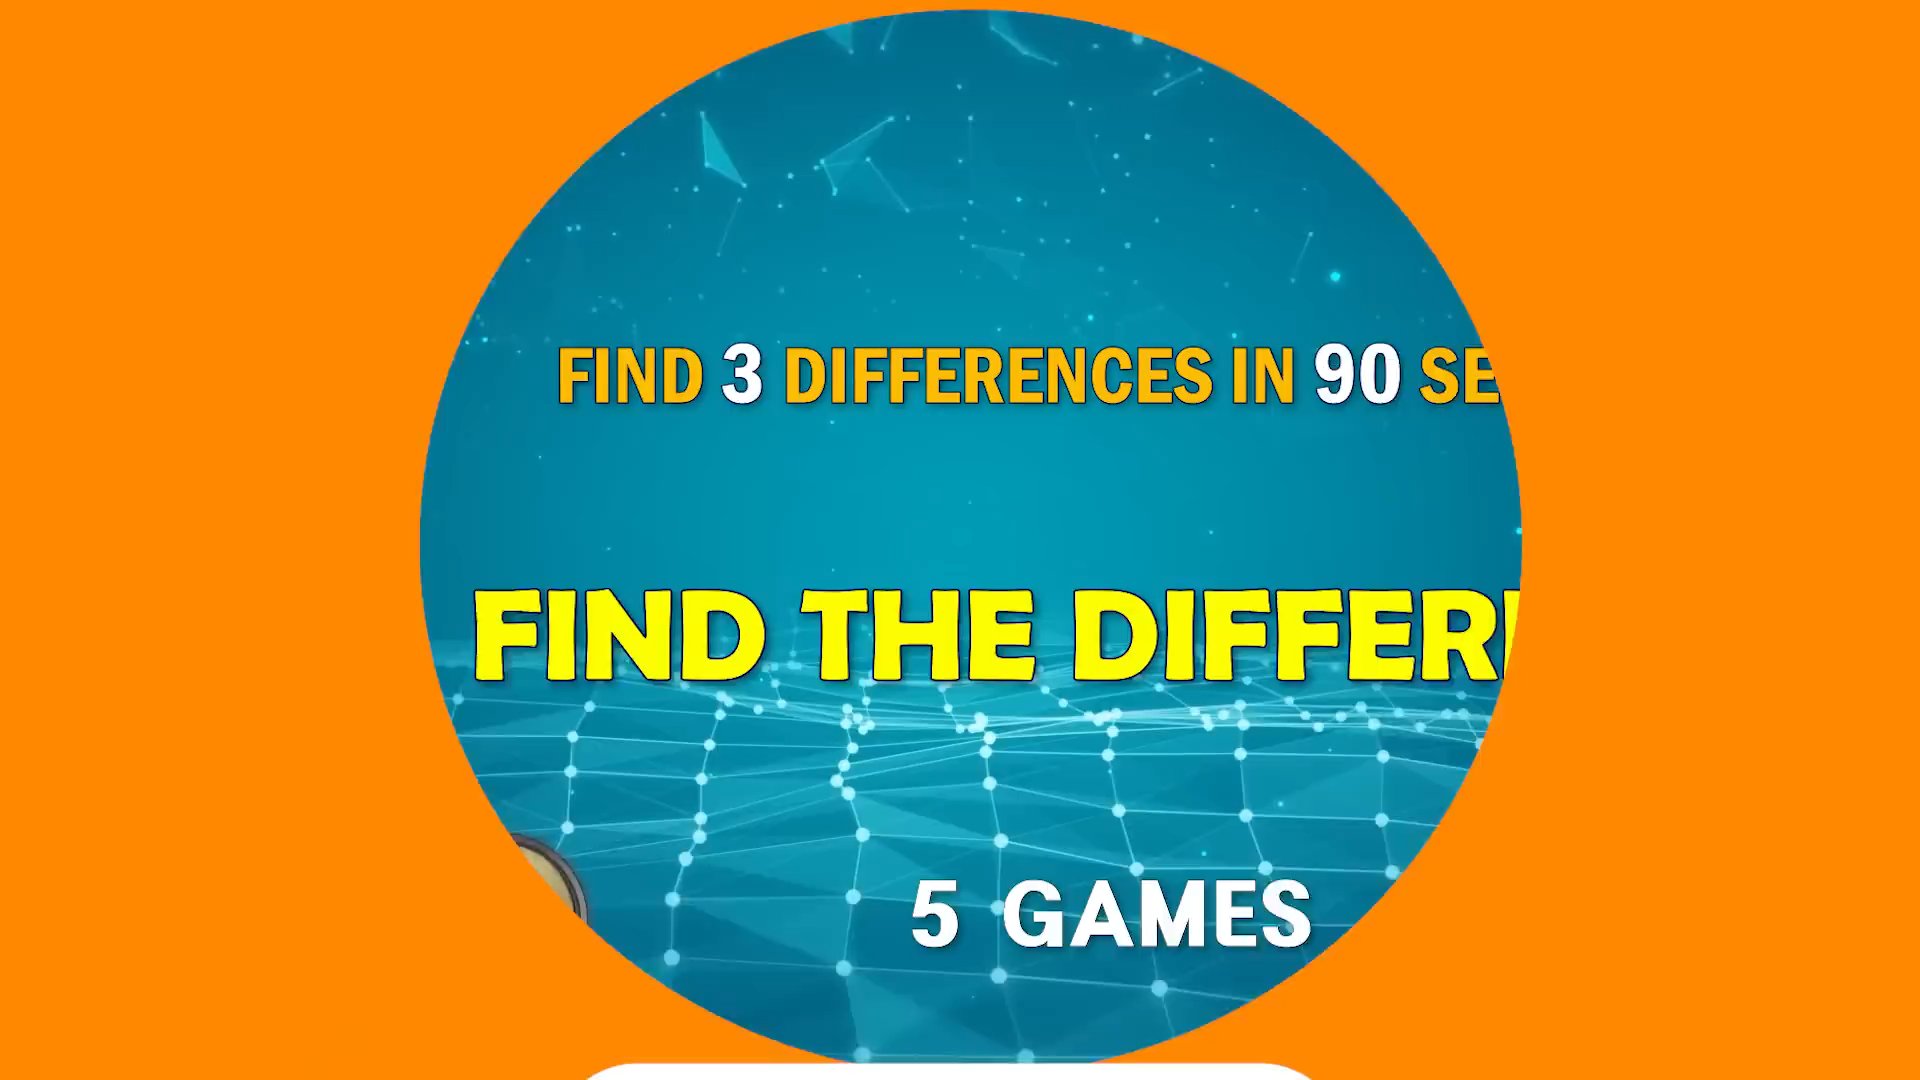 FIND 3 DIFFERENCES IN 90 SE
FIND THE DIFFER
5 GAMES